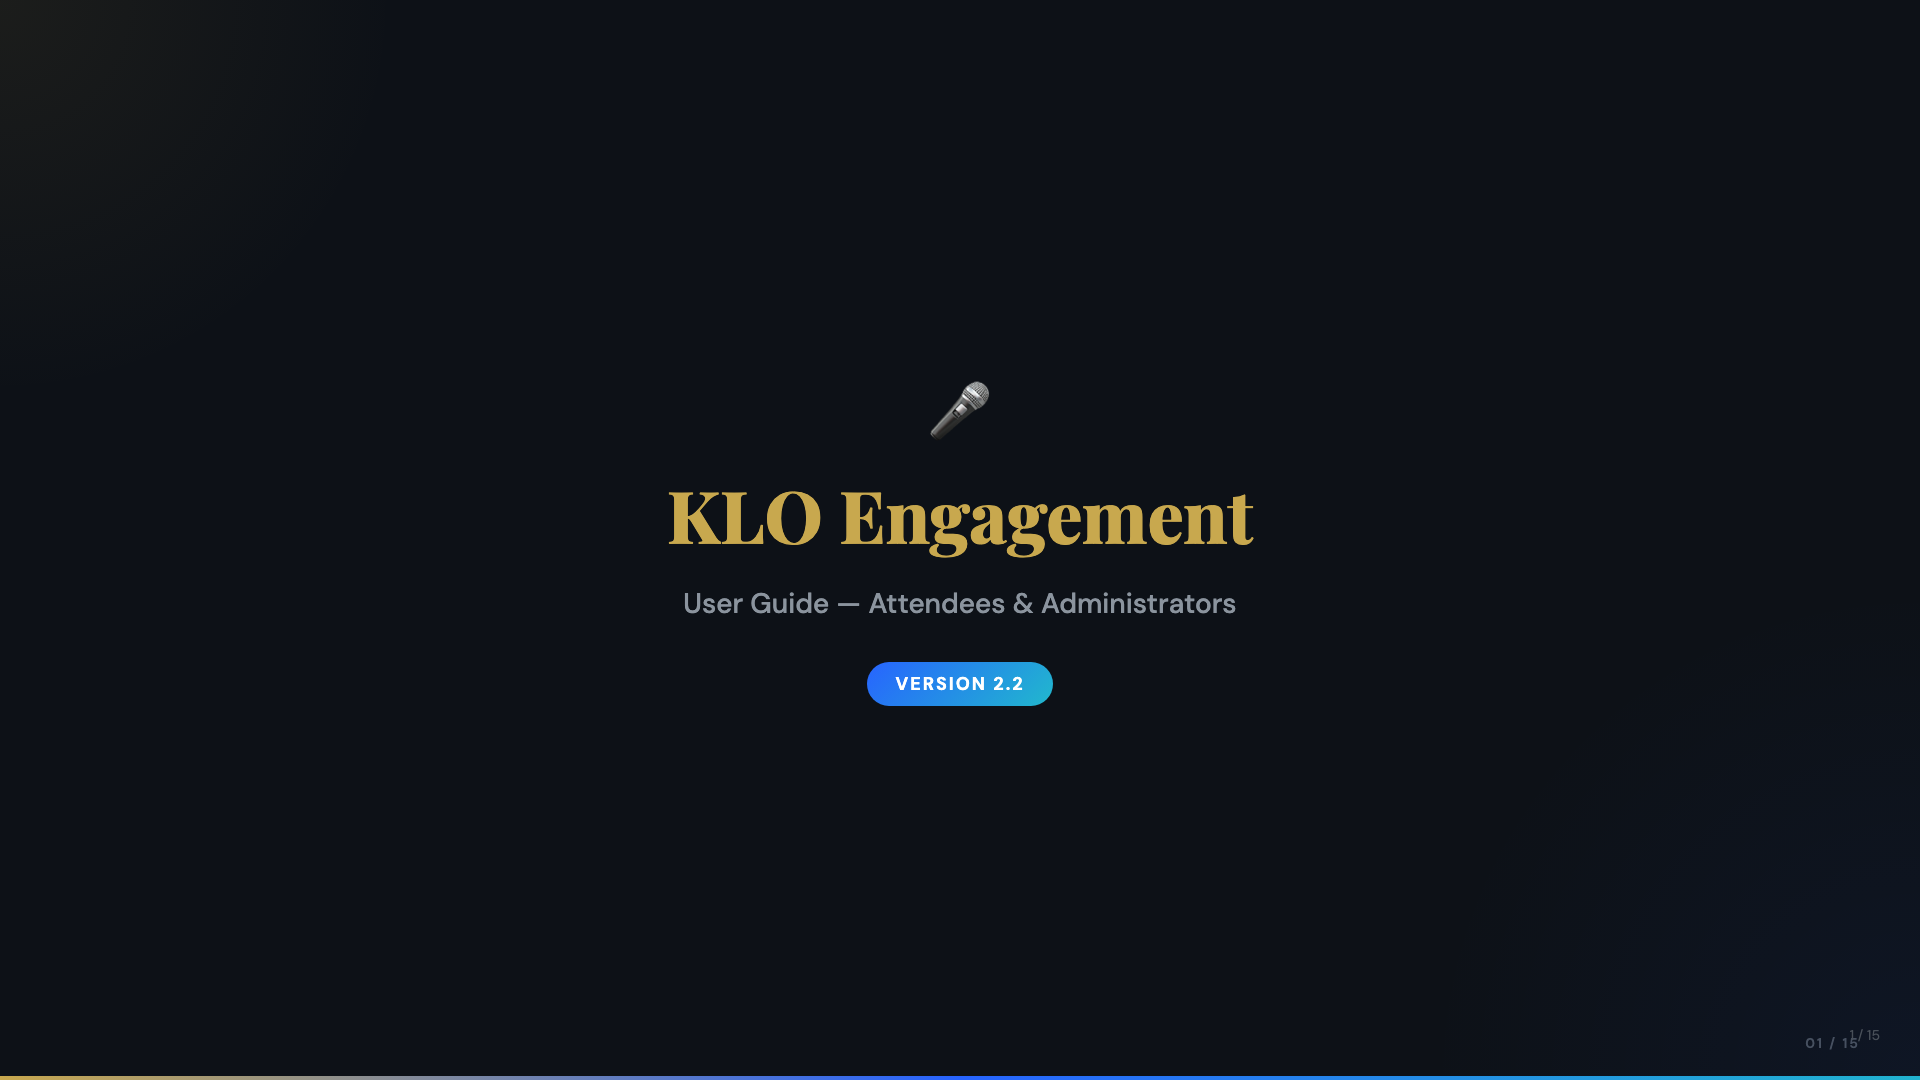 KLO Engagement
User Guide — Attendees & Administrators
VERSION 2.2
1 / 15
01 / 15